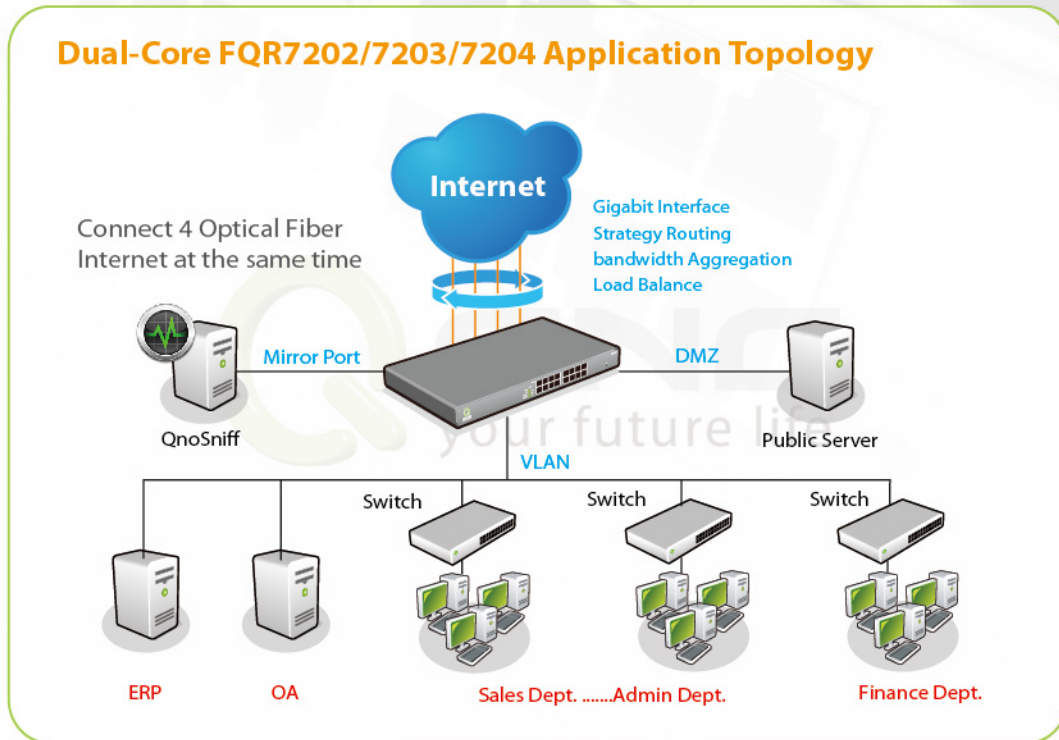 Dual-Core FQR7202/7203/7204 Application Topology
Internet
Connect 4 Optical Fiber
Internet at the same time
Gigabit Interface
Strategy Routing
bandwidth Aggregation
Load Balance
Mirror Port
DMZ
QnoSniff
your future life
Public Server
VLAN
Switch
Switch
Switch
ERP
OA
Sales Dept. .......Admin Dept.
Finance Dept.